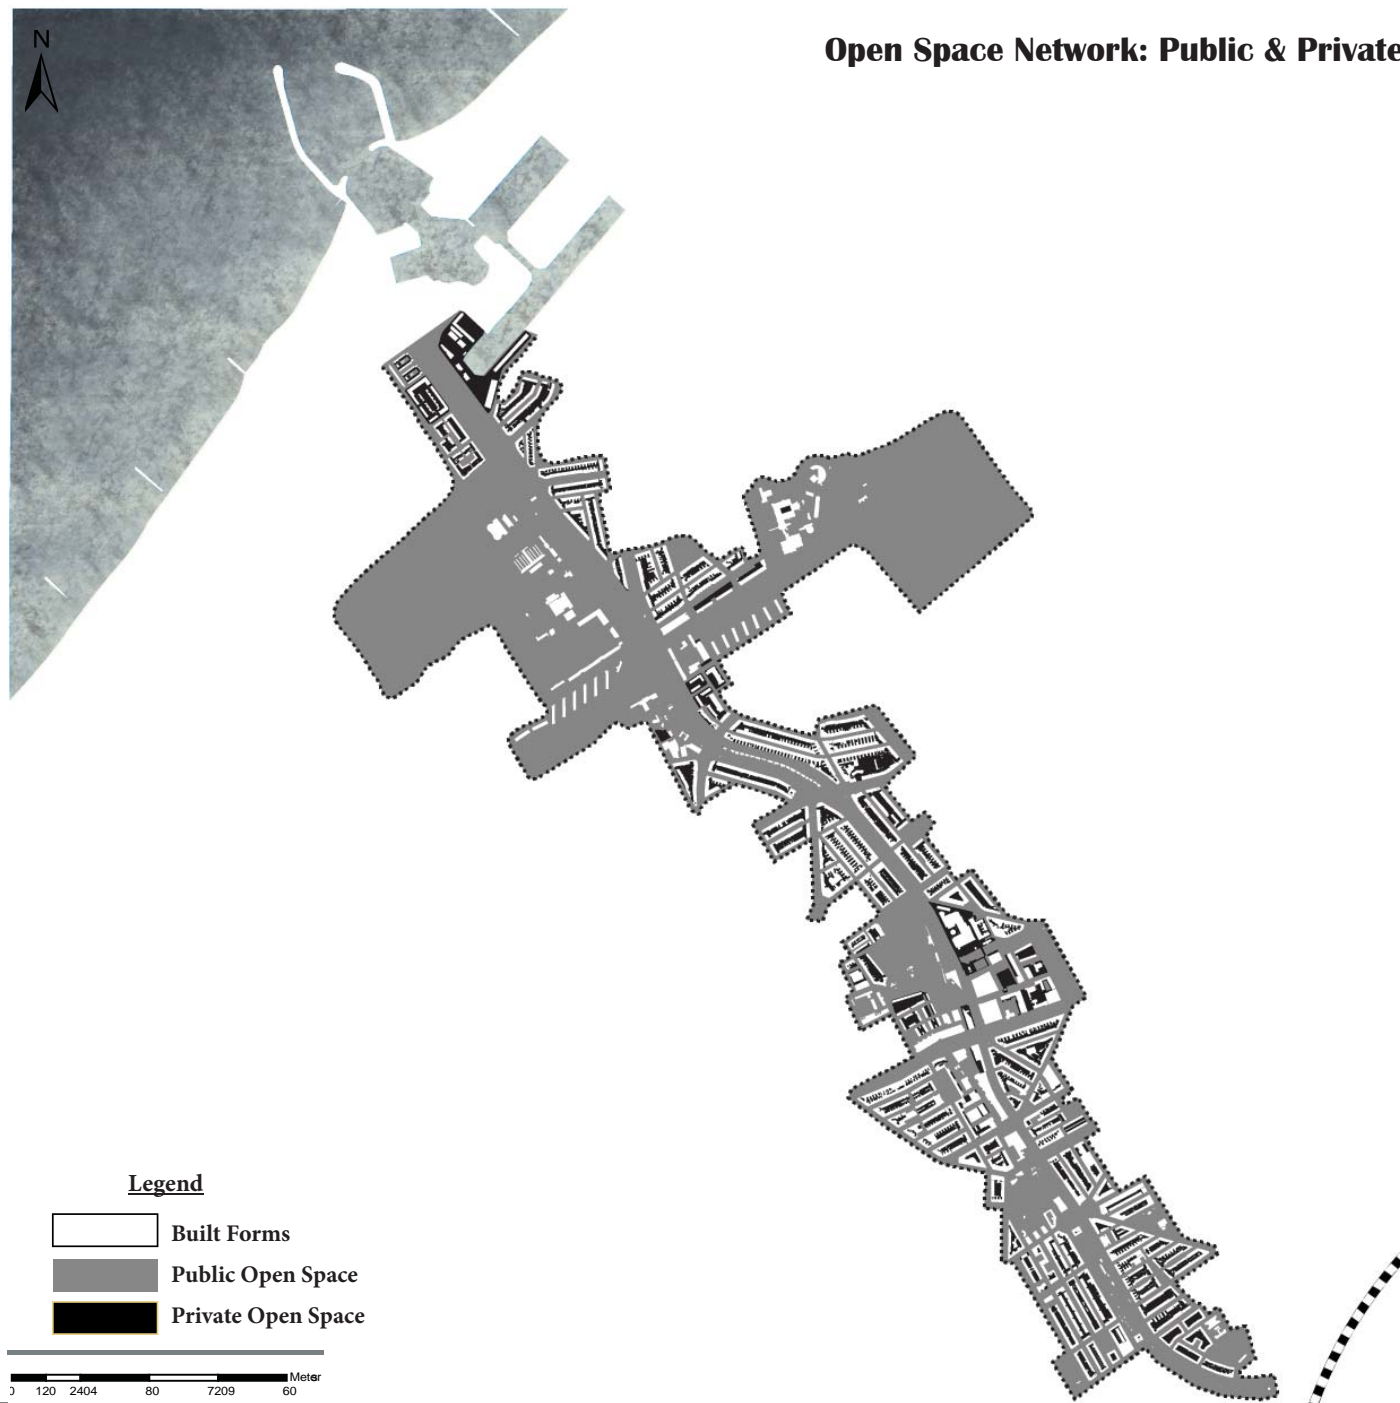 N
Open Space Network: Public & Private
Legend
Built Forms
Public Open Space
Private Open Space
Meter
0 120 2404 80 7209 60